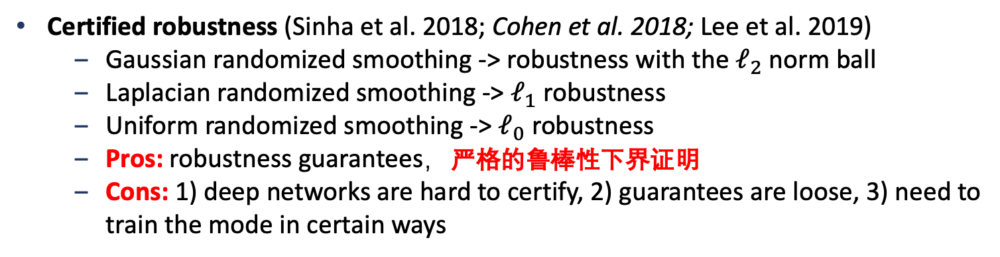 • Certified robustness (Sinha et al. 2018; Cohen et al. 2018; Lee et al. 2019)
– Gaussian randomized smoothing -> robustness with the ℓ₂ norm ball
– Laplacian randomized smoothing -> ℓ₁ robustness
– Uniform randomized smoothing -> ℓ₀ robustness
– Pros: robustness guarantees, 严格的鲁棒性下界证明
– Cons: 1) deep networks are hard to certify, 2) guarantees are loose, 3) need to
train the mode in certain ways